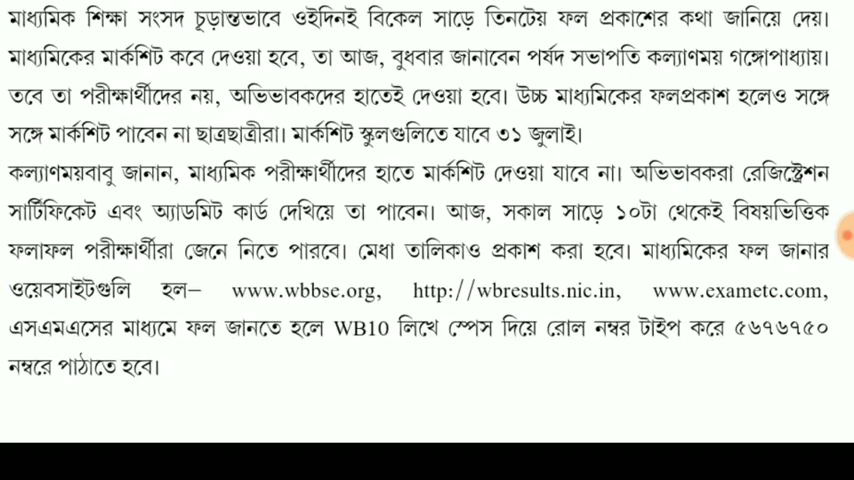 মাধ্যমিক শিক্ষা সংসদ চূড়ান্তভাবে ওইদিনই বিকেল সাড়ে তিনটেয় ফল প্রকাশের কথা জানিয়ে দেয়।
মাধ্যমিকের মার্কশিট কবে দেওয়া হবে, তা আজ, বুধবার জানাবেন পর্ষদ সভাপতি কল্যাণময় গঙ্গোপাধ্যায়।
তবে তা পরীক্ষার্থীদের নয়, অভিভাবকদের হাতেই দেওয়া হবে। উচ্চ মাধ্যমিকের ফলপ্রকাশ হলেও সঙ্গে
সঙ্গে মার্কশিট পাবেন না ছাত্রছাত্রীরা। মার্কশিট স্কুলগুলিতে যাবে ৩১ জুলাই।
কল্যাণময়বাবু জানান, মাধ্যমিক পরীক্ষার্থীদের হাতে মার্কশিট দেওয়া যাবে না। অভিভাবকরা রেজিস্ট্রেশন
সার্টিফিকেট এবং অ্যাডমিট কার্ড দেখিয়ে তা পাবেন। আজ, সকাল সাড়ে ১০টা থেকেই বিষয়ভিত্তিক
ফলাফল পরীক্ষার্থীরা জেনে নিতে পারবে। মেধা তালিকাও প্রকাশ করা হবে। মাধ্যমিকের ফল জানার
ওয়েবসাইটগুলি হল– www.wbbse.org, http://wbresults.nic.in, www.exametc.com,
এসএমএসের মাধ্যমে ফল জানতে হলে WB10 লিখে স্পেস দিয়ে রোল নম্বর টাইপ করে ৫৬৭৬৭৫০
নম্বরে পাঠাতে হবে।